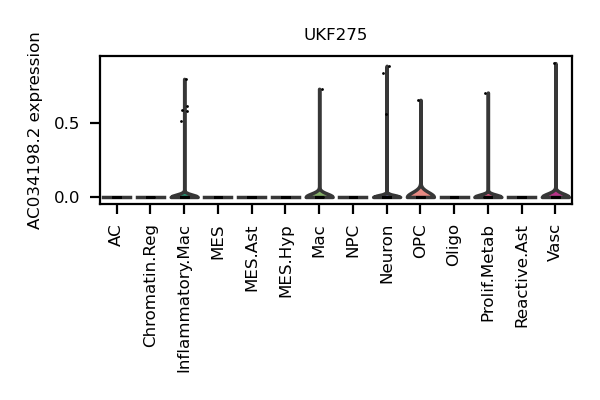 UKF275
AC034198.2 expression
0.5
0.0
AC
Chromatin.Reg
Inflammatory.Mac
MES
MES.Ast
MES.Hyp
Mac
NPC
Neuron
OPC
Oligo
Prolif.Metab
Reactive.Ast
Vasc